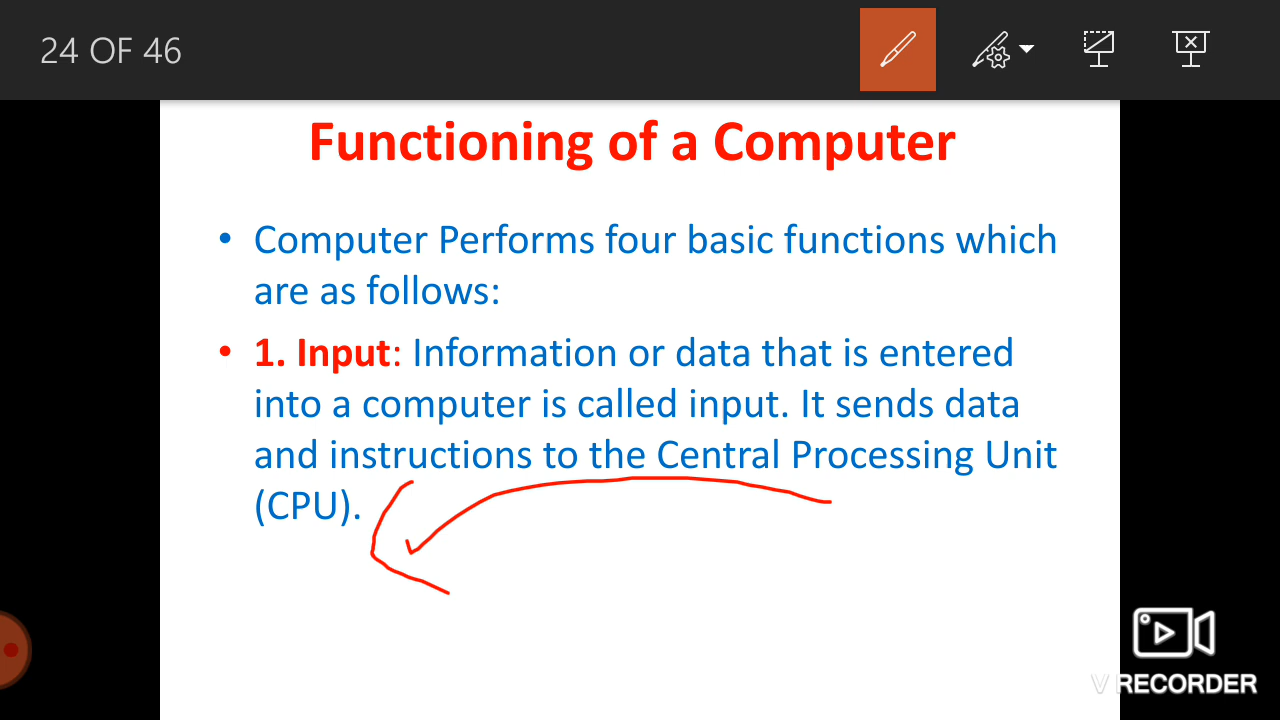 24 OF 46
Functioning of a Computer
• Computer Performs four basic functions which
are as follows:
• 1. Input: Information or data that is entered
into a computer is called input. It sends data
and instructions to the Central Processing Unit
(CPU).
V RECORDER